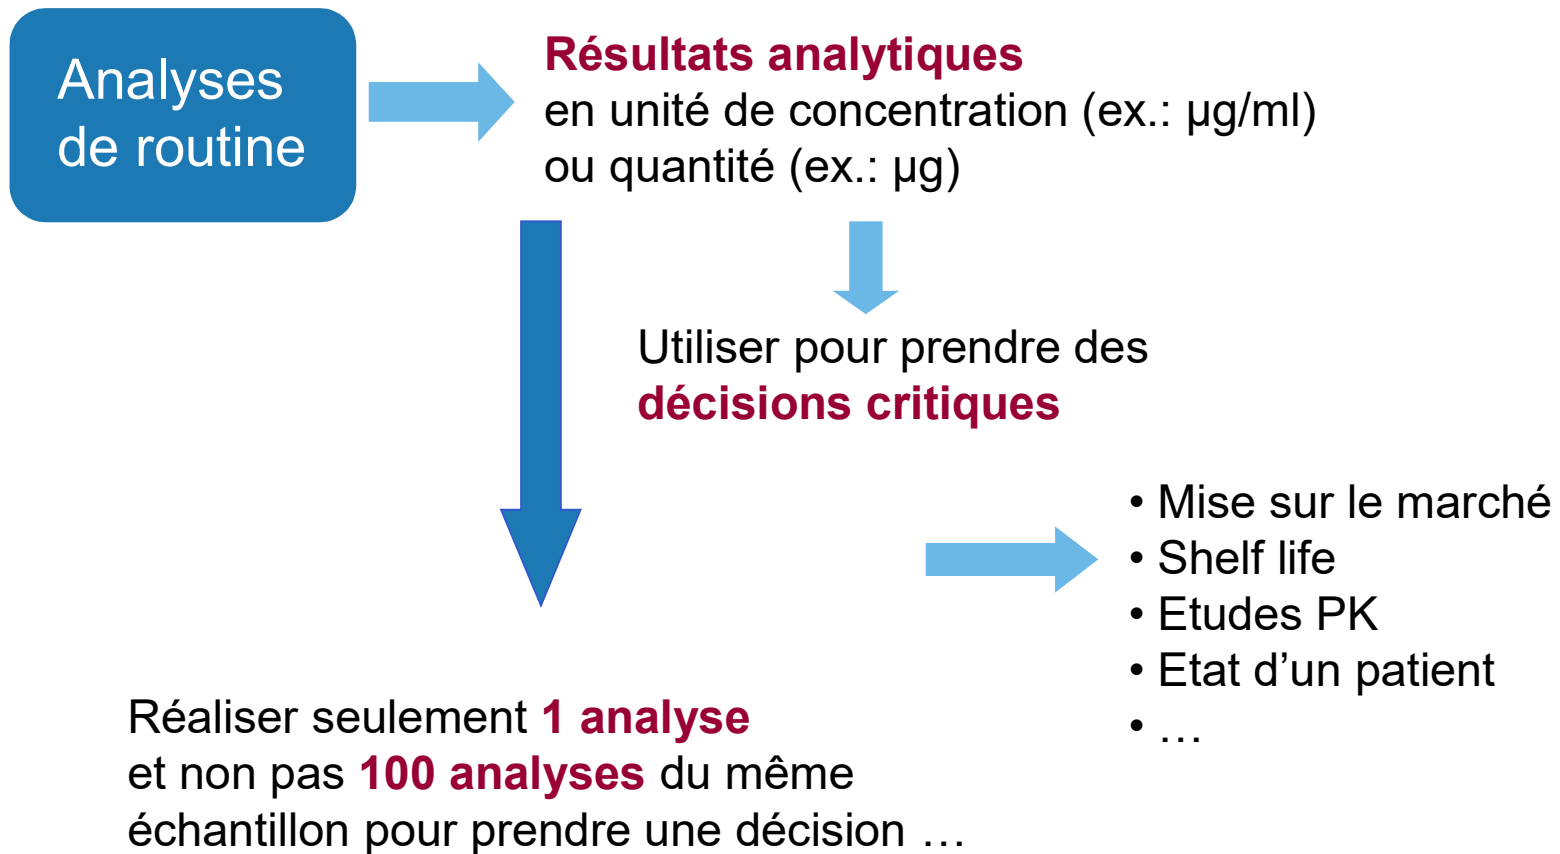 Analyses
de routine
Résultats analytiques
en unité de concentration (ex.: µg/ml)
ou quantité (ex.: µg)
Utiliser pour prendre des
décisions critiques
• Mise sur le marché
• Shelf life
• Etudes PK
• Etat d’un patient
• …
Réaliser seulement 1 analyse
et non pas 100 analyses du même
échantillon pour prendre une décision …